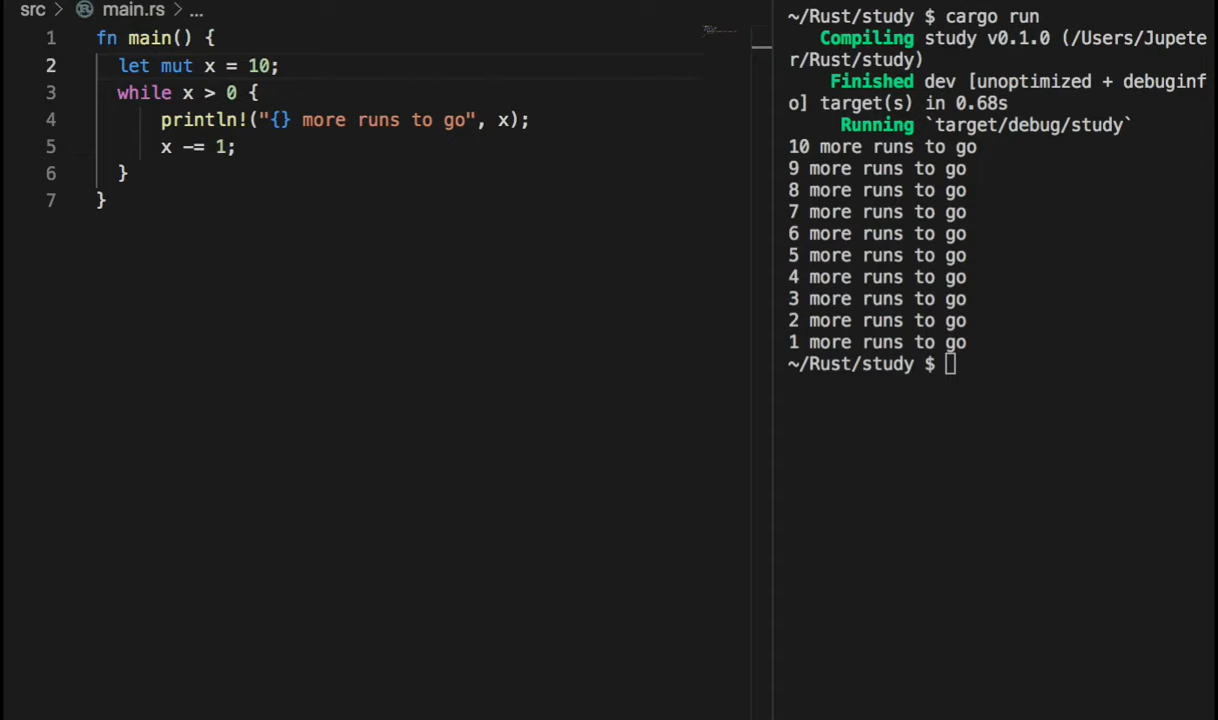 src > main.rs > ...
1 fn main() {
2 let mut x = 10;
3 while x > 0 {
4 println!("{} more runs to go", x);
5 x -= 1;
6 }
7 }
~/Rust/study $ cargo run
Compiling study v0.1.0 (/Users/Jupete
r/Rust/study)
Finished dev [unoptimized + debuginf
o] target(s) in 0.68s
Running `target/debug/study`
10 more runs to go
9 more runs to go
8 more runs to go
7 more runs to go
6 more runs to go
5 more runs to go
4 more runs to go
3 more runs to go
2 more runs to go
1 more runs to go
~/Rust/study $